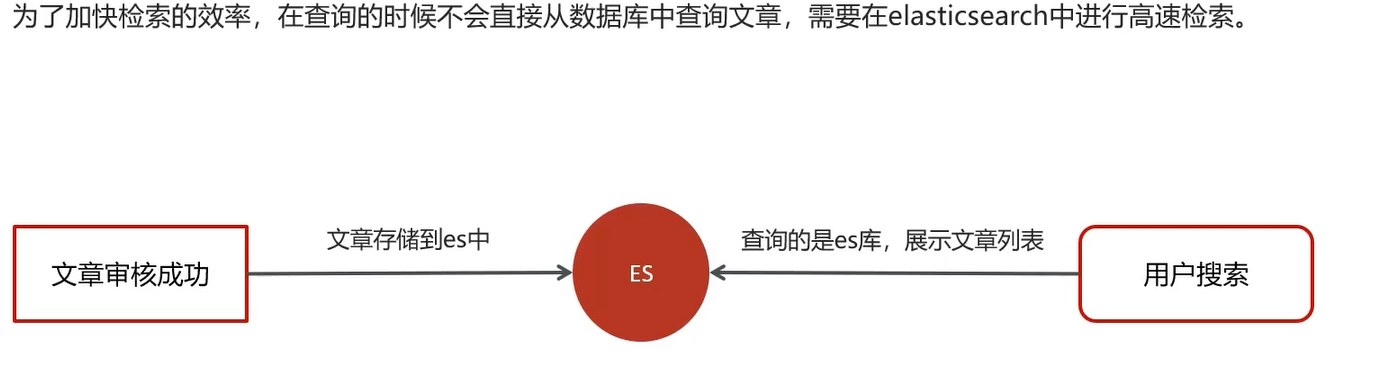 为了加快检索的效率，在查询的时候不会直接从数据库中查询文章，需要在elasticsearch中进行高速检索。
文章存储到es中
查询的是es库，展示文章列表
文章审核成功
ES
用户搜索